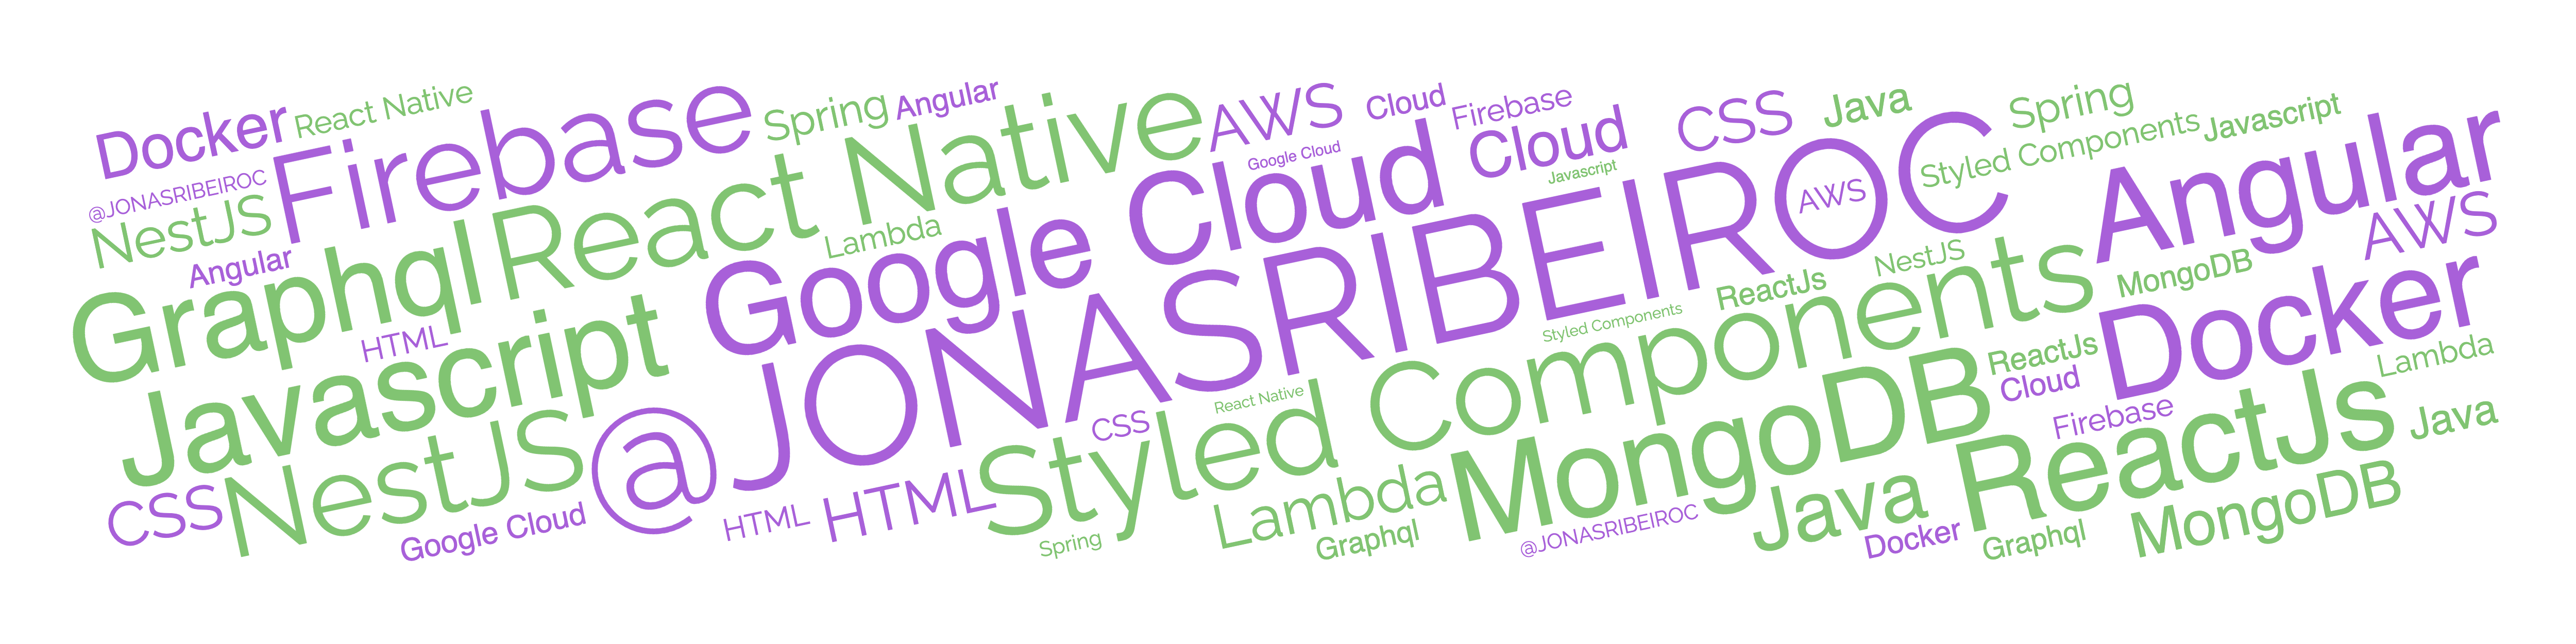 Docker
React Native
Firebase
Spring
Angular
React Native
AWS
Cloud
Firebase
CSS
Java
Spring
Javascript
@JONASRIBEIROC
NestJS
Google Cloud
Cloud
Javascript
Styled Components
Angular
AWS
AWS
Angular
Lambda
Google Cloud
Graphql
HTML
Javascript
@JONASRIBEIROC
NestJS
ReactJs
MongoDB
Styled Components
Styled Components
Docker
ReactJs
Cloud
Lambda
React Native
CSS
MongoDB
Firebase
ReactJs
Java
NestJS
CSS
Google Cloud
HTML
HTML
Spring
Lambda
Graphql
@JONASRIBEIROC
Java
Docker
Graphql
MongoDB